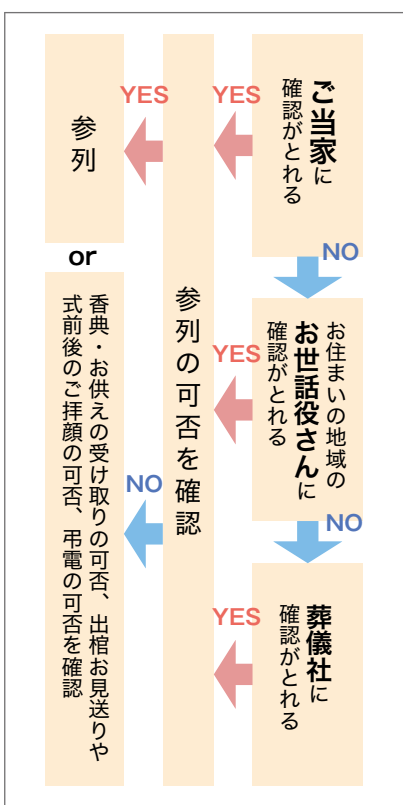 ご当家に
確認がとれる
YES
NO
お住まいの地域の
お世話役さんに
確認がとれる
YES
NO
葬儀社に
確認がとれる
YES
参列の可否を確認
YES
NO
参列
or
香典・お供えの受け取りの可否、出棺お見送りや
式前後のご拝顔の可否、弔電の可否を確認